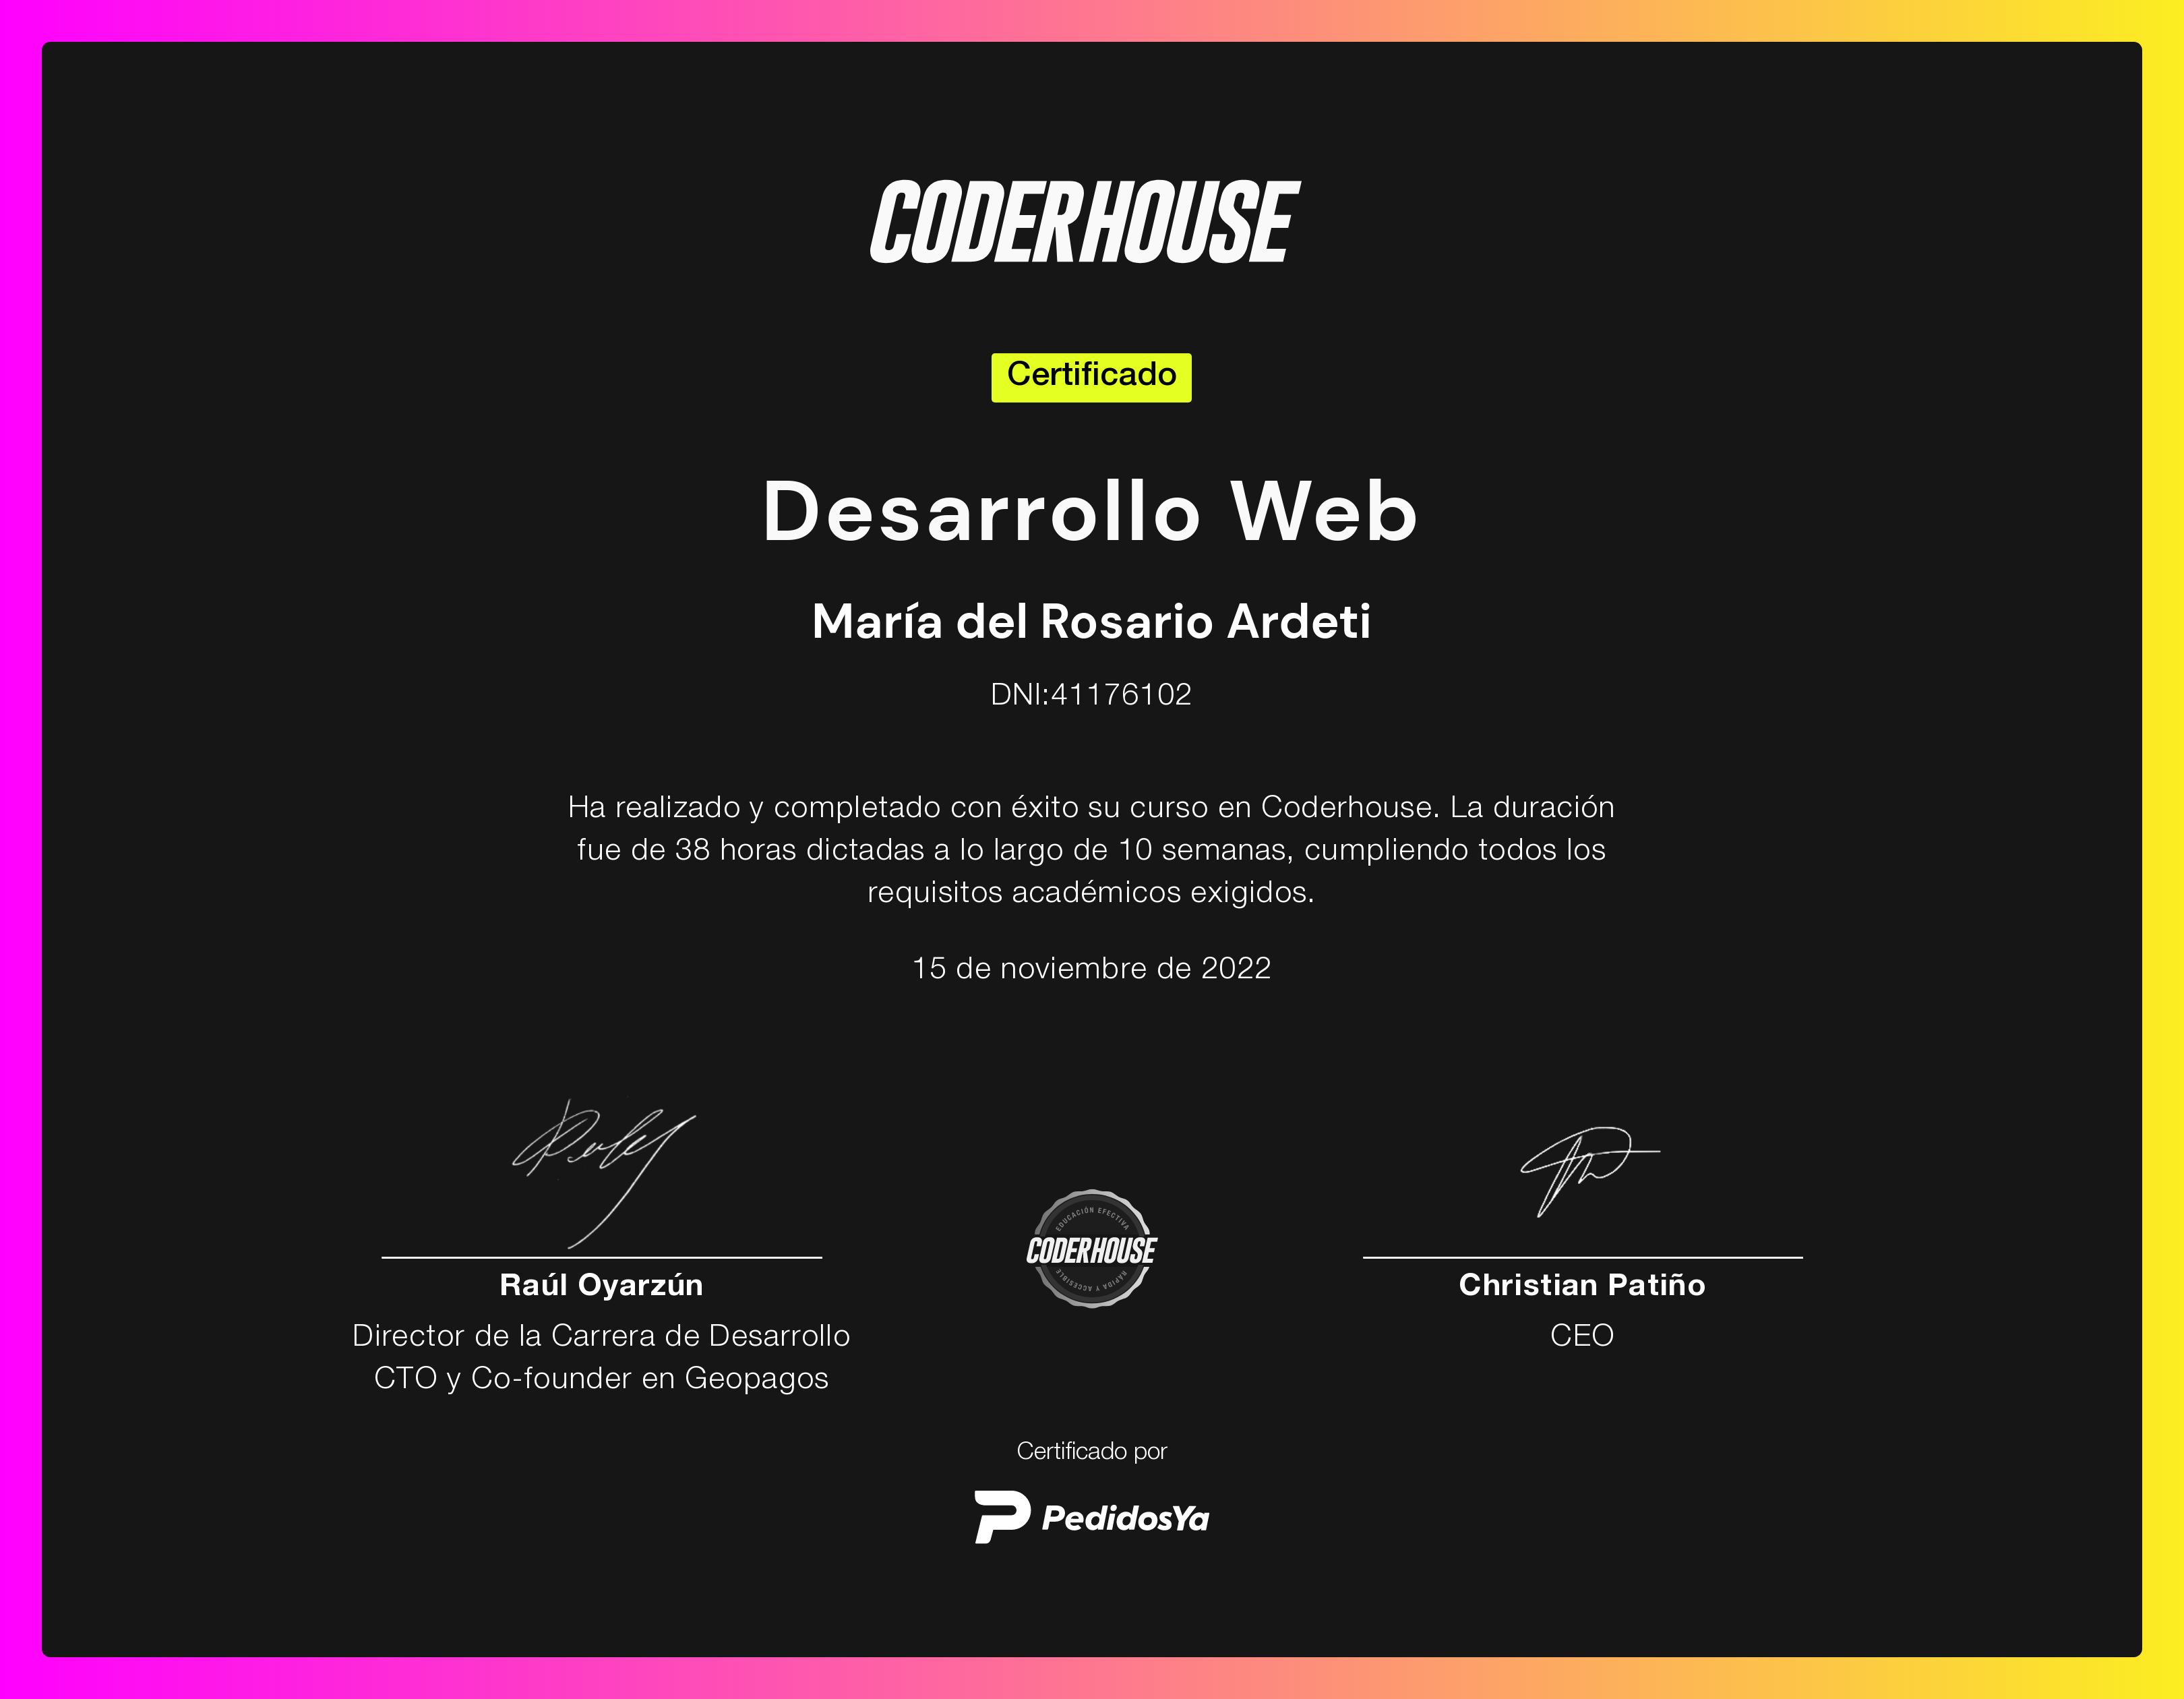 CODERHOUSE
Certificado
Desarrollo Web
María del Rosario Ardeti
DNI:41176102
Ha realizado y completado con éxito su curso en Coderhouse. La duración
fue de 38 horas dictadas a lo largo de 10 semanas, cumpliendo todos los
requisitos académicos exigidos.
15 de noviembre de 2022
EDUCACIÓN EFECTIVA
CODERHOUSE
RÁPIDA Y ACCESIBLE
Raúl Oyarzún
Director de la Carrera de Desarrollo
CTO y Co-founder en Geopagos
Christian Patiño
CEO
Certificado por
PedidosYa